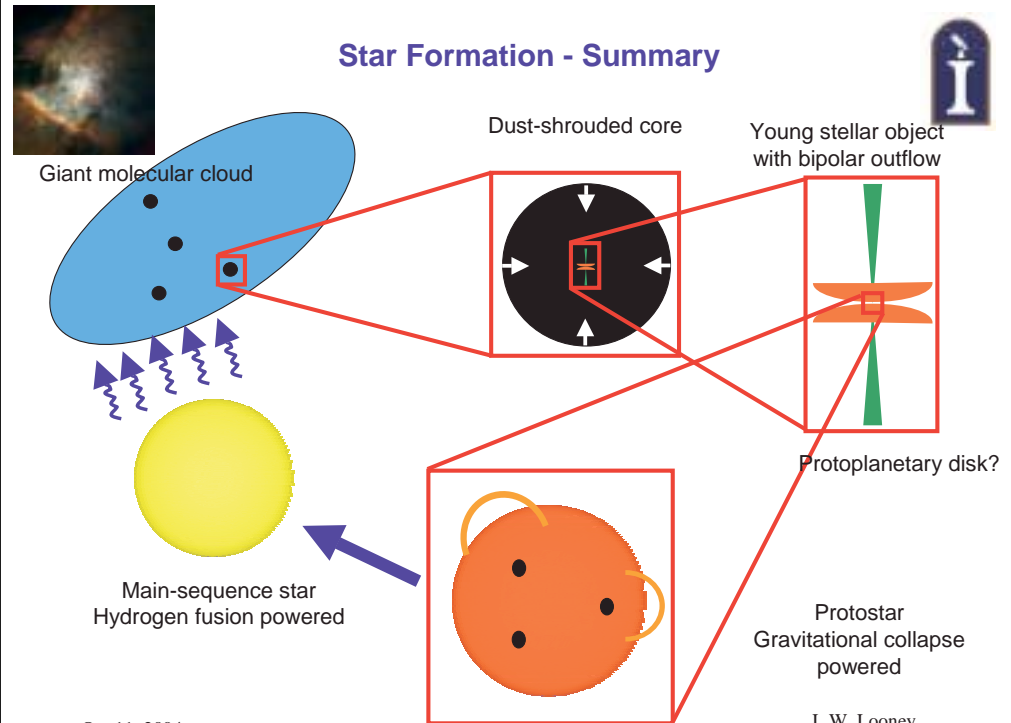 Star Formation - Summary
Dust-shrouded core
Young stellar object
with bipolar outflow
Giant molecular cloud
Protoplanetary disk?
Main-sequence star
Hydrogen fusion powered
Protostar
Gravitational collapse
powered
L.W. Looney
I